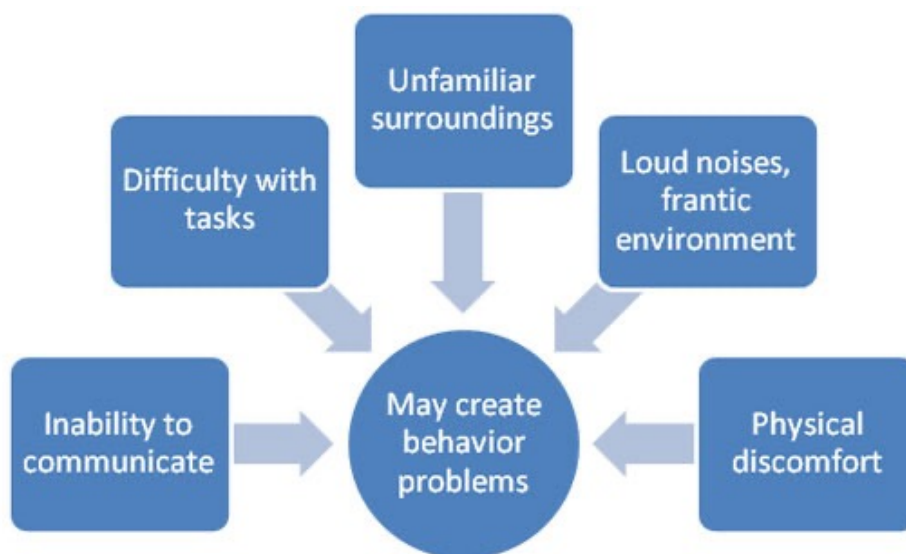 Unfamiliar
surroundings
Difficulty with
tasks
Loud noises,
frantic
environment
Inability to
communicate
May create
behavior
problems
Physical
discomfort